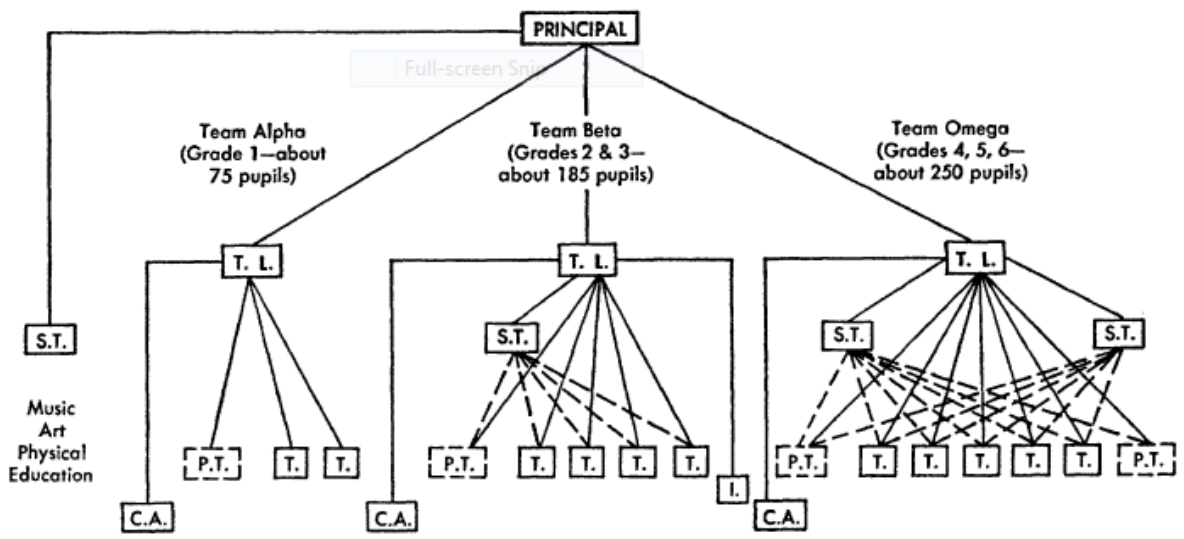 PRINCIPAL
Full-screen Snip
Team Alpha
(Grade 1—about
75 pupils)
Team Beta
(Grades 2 & 3—
about 185 pupils)
Team Omega
(Grades 4, 5, 6—
about 250 pupils)
T. L.
T. L.
T. L.
S.T.
S.T.
S.T.
S.T.
Music
Art
Physical
Education
P.T.
T.
T.
P.T.
T.
T.
T.
T.
P.T.
T.
T.
T.
T.
T.
P.T.
I.
C.A.
C.A.
C.A.